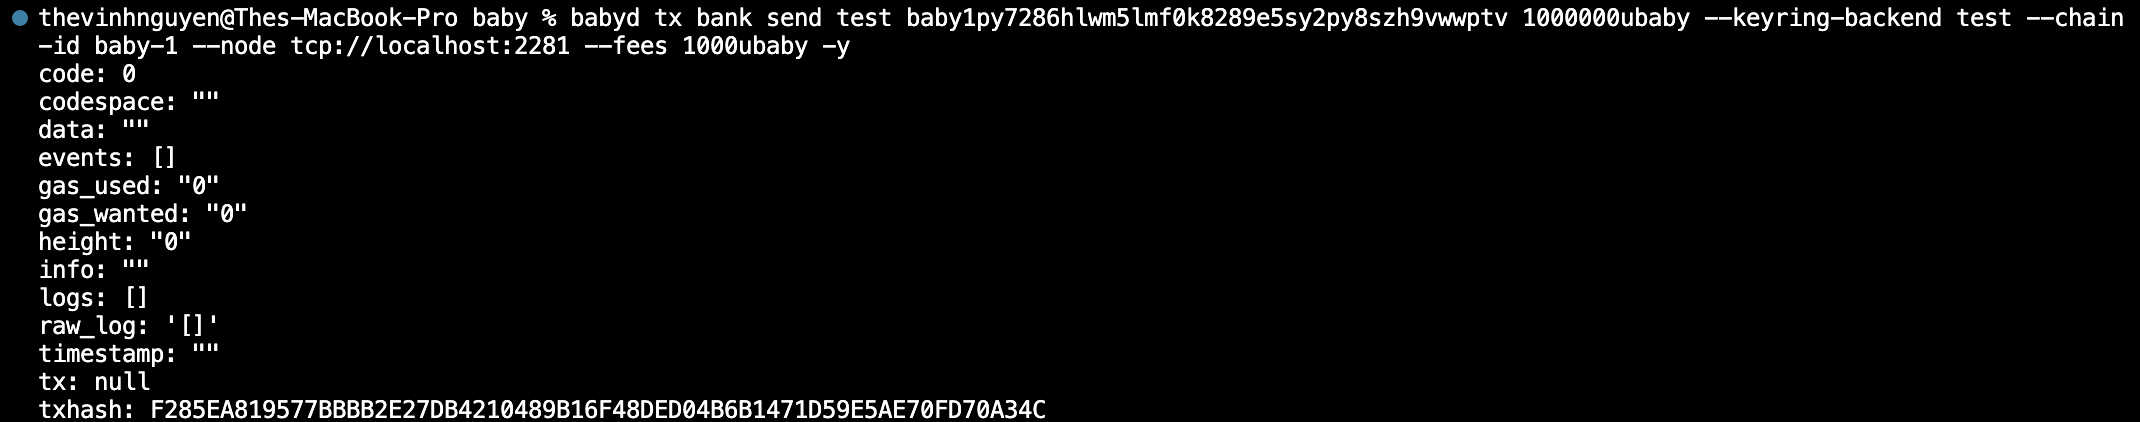 thevinhnguyen@Thes-MacBook-Pro baby % babyd tx bank send test baby1py7286hlwm5lmf0k8289e5sy2py8szh9vwwptv 1000000ubaby --keyring-backend test --chain
-id baby-1 --node tcp://localhost:2281 --fees 1000ubaby -y
code: 0
codespace: ""
data: ""
events: []
gas_used: "0"
gas_wanted: "0"
height: "0"
info: ""
logs: []
raw_log: '[]'
timestamp: ""
tx: null
txhash: F285EA819577BBBB2E27DB4210489B16F48DED04B6B1471D59E5AE70FD70A34C